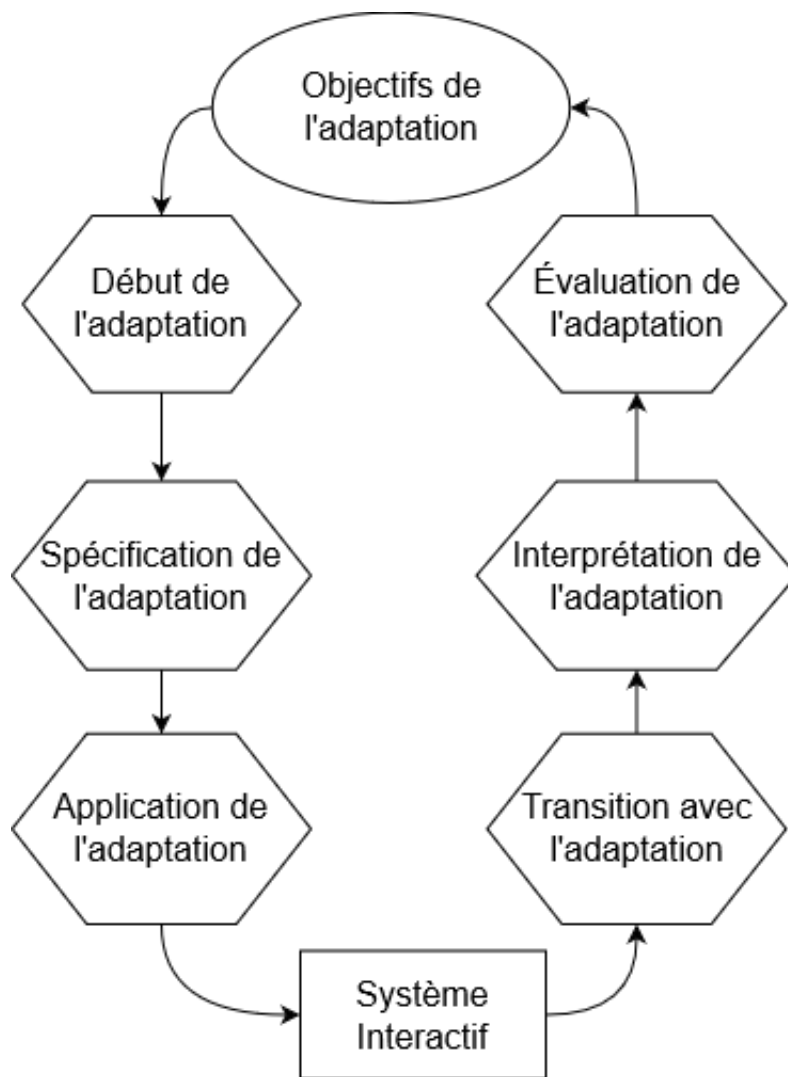 Objectifs de
l'adaptation
Début de
l'adaptation
Évaluation de
l'adaptation
Spécification de
l'adaptation
Interprétation de
l'adaptation
Application de
l'adaptation
Transition avec
l'adaptation
Système
Interactif